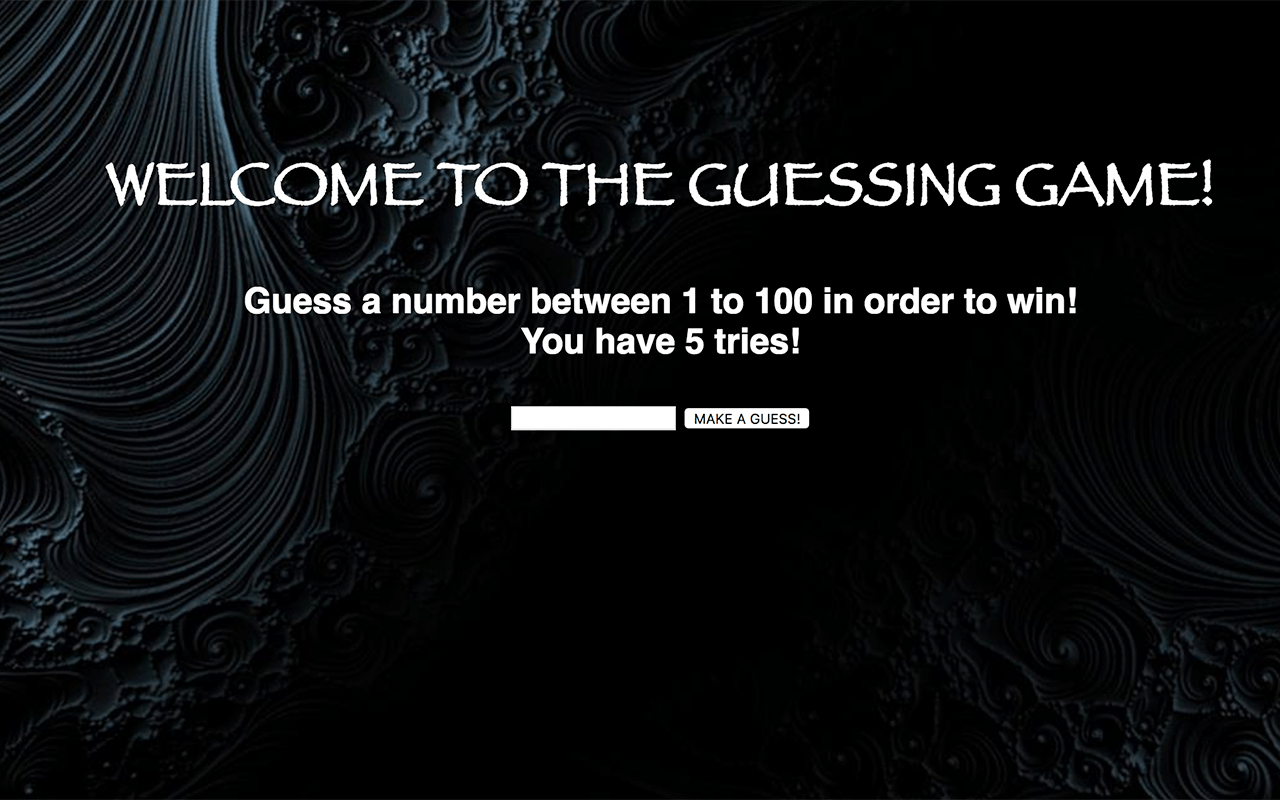 WELCOME TO THE GUESSING GAME!
Guess a number between 1 to 100 in order to win!
You have 5 tries!
MAKE A GUESS!